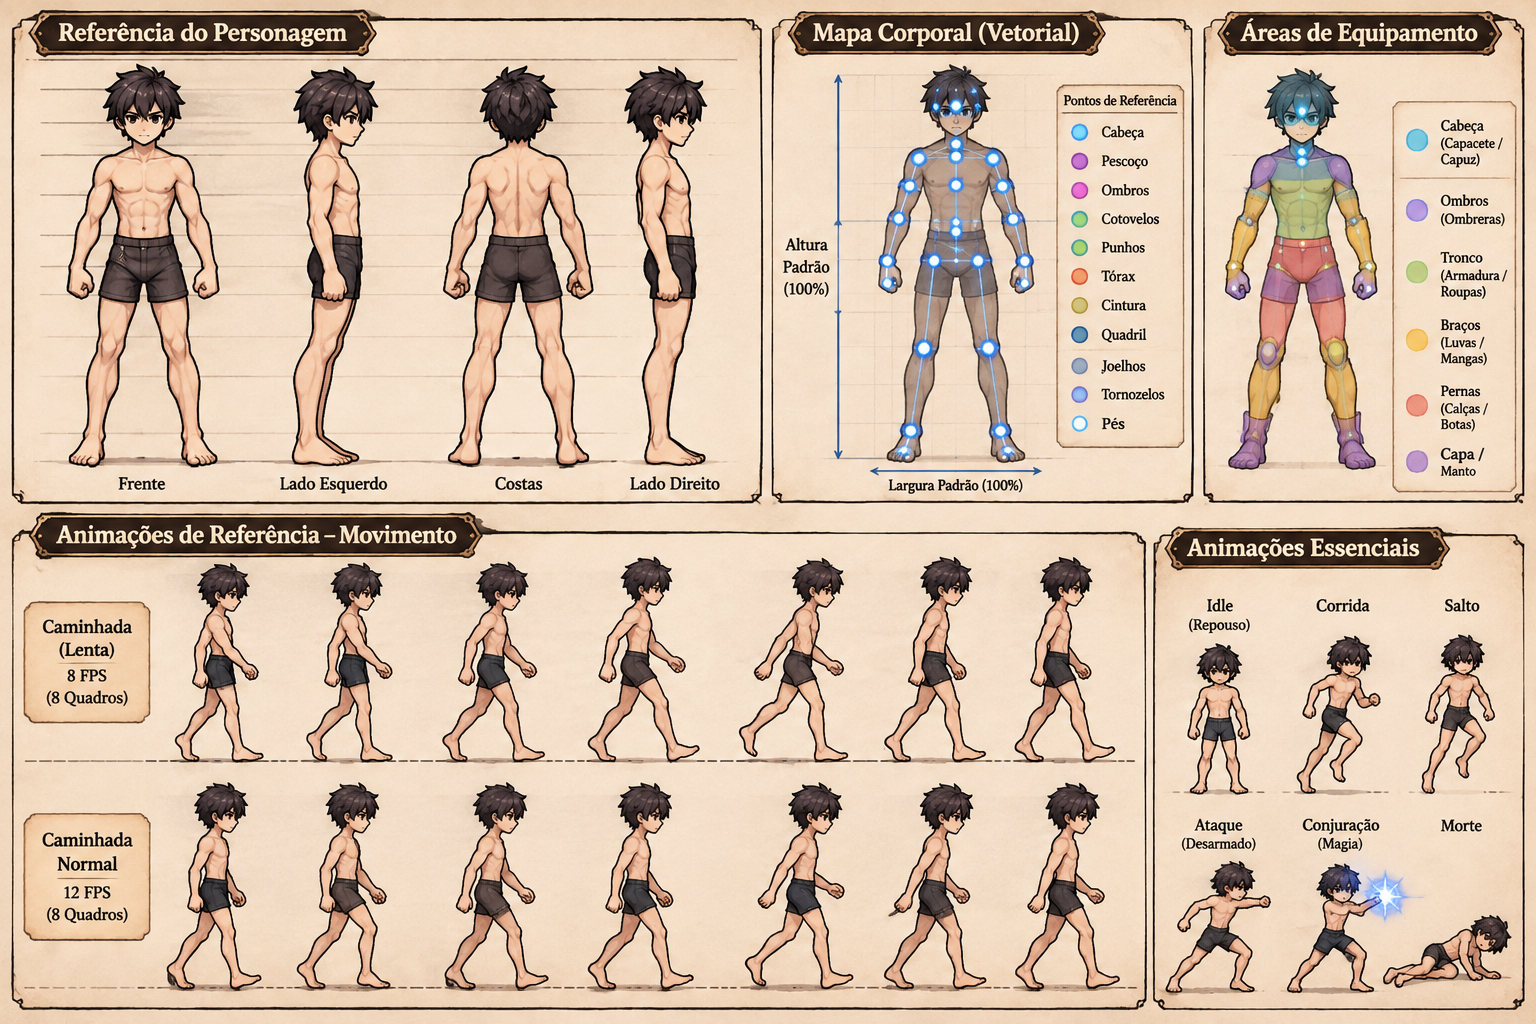 Referência do Personagem
Frente
Lado Esquerdo
Costas
Lado Direito
Mapa Corporal (Vetorial)
Altura
Padrão
(100%)
Largura Padrão (100%)
Pontos de Referência
Cabeça
Pescoço
Ombros
Cotovelos
Punhos
Tórax
Cintura
Quadril
Joelhos
Tornozelos
Pés
Áreas de Equipamento
Cabeça
(Capacete /
Capuz)
Ombros
(Ombreras)
Tronco
(Armadura /
Roupas)
Braços
(Luvas /
Mangas)
Pernas
(Calças /
Botas)
Capa /
Manto
Animações de Referência – Movimento
Caminhada
(Lenta)
8 FPS
(8 Quadros)
Caminhada
Normal
12 FPS
(8 Quadros)
Animações Essenciais
Idle
(Repouso)
Corrida
Salto
Ataque
(Desarmado)
Conjuração
(Magia)
Morte